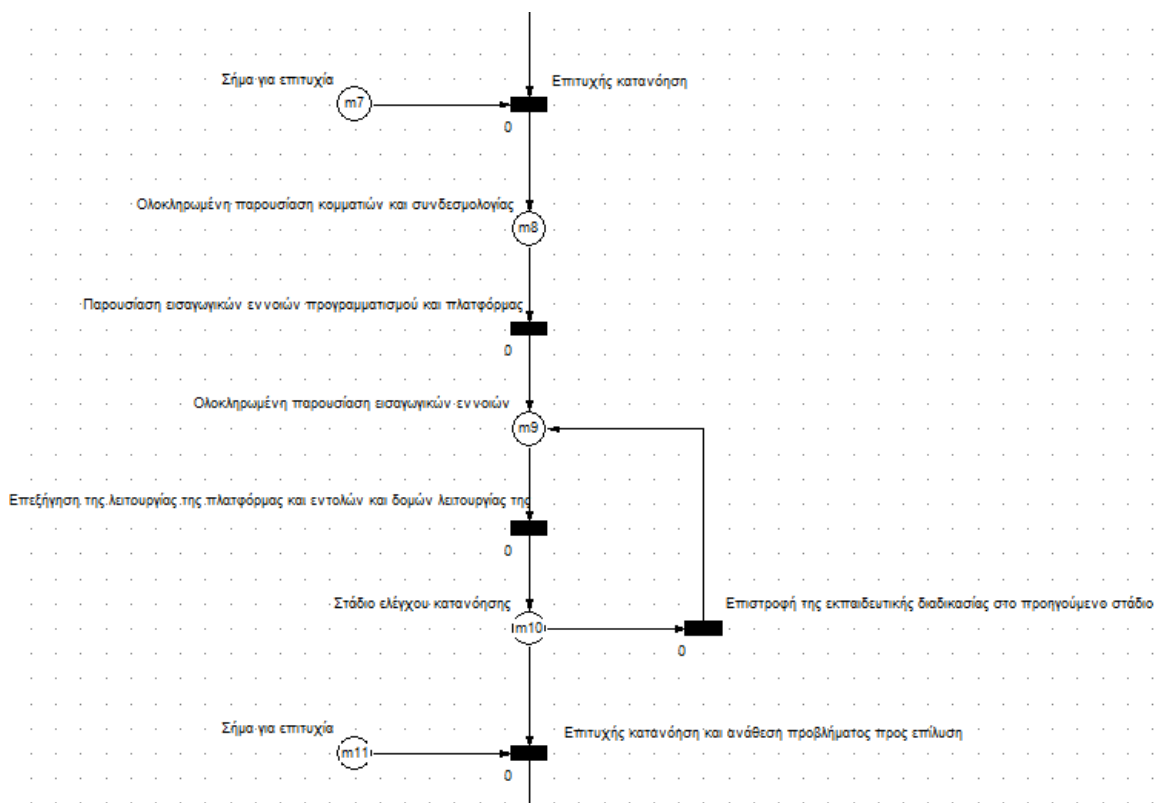 Σήμα για επιτυχία
Επιτυχής κατανόηση
m7
0
Ολοκληρωμένη παρουσίαση κομματιών και συνδεσμολογίας
m8
Παρουσίαση εισαγωγικών εννοιών προγραμματισμού και πλατφόρμας
0
Ολοκληρωμένη παρουσίαση εισαγωγικών εννοιών
m9
Επεξήγηση της λειτουργίας της πλατφόρμας και εντολών και δομών λειτουργίας της
0
Στάδιο ελέγχου κατανόησης
Επιστροφή της εκπαιδευτικής διαδικασίας στο προηγούμενο στάδιο
m10
0
Σήμα για επιτυχία
Επιτυχής κατανόηση και ανάθεση προβλήματος προς επίλυση
m11
0